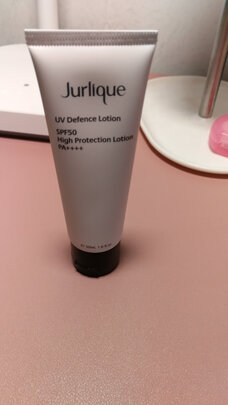 Jurlique
UV Defence Lotion
SPF50
High Protection Lotion
PA++++